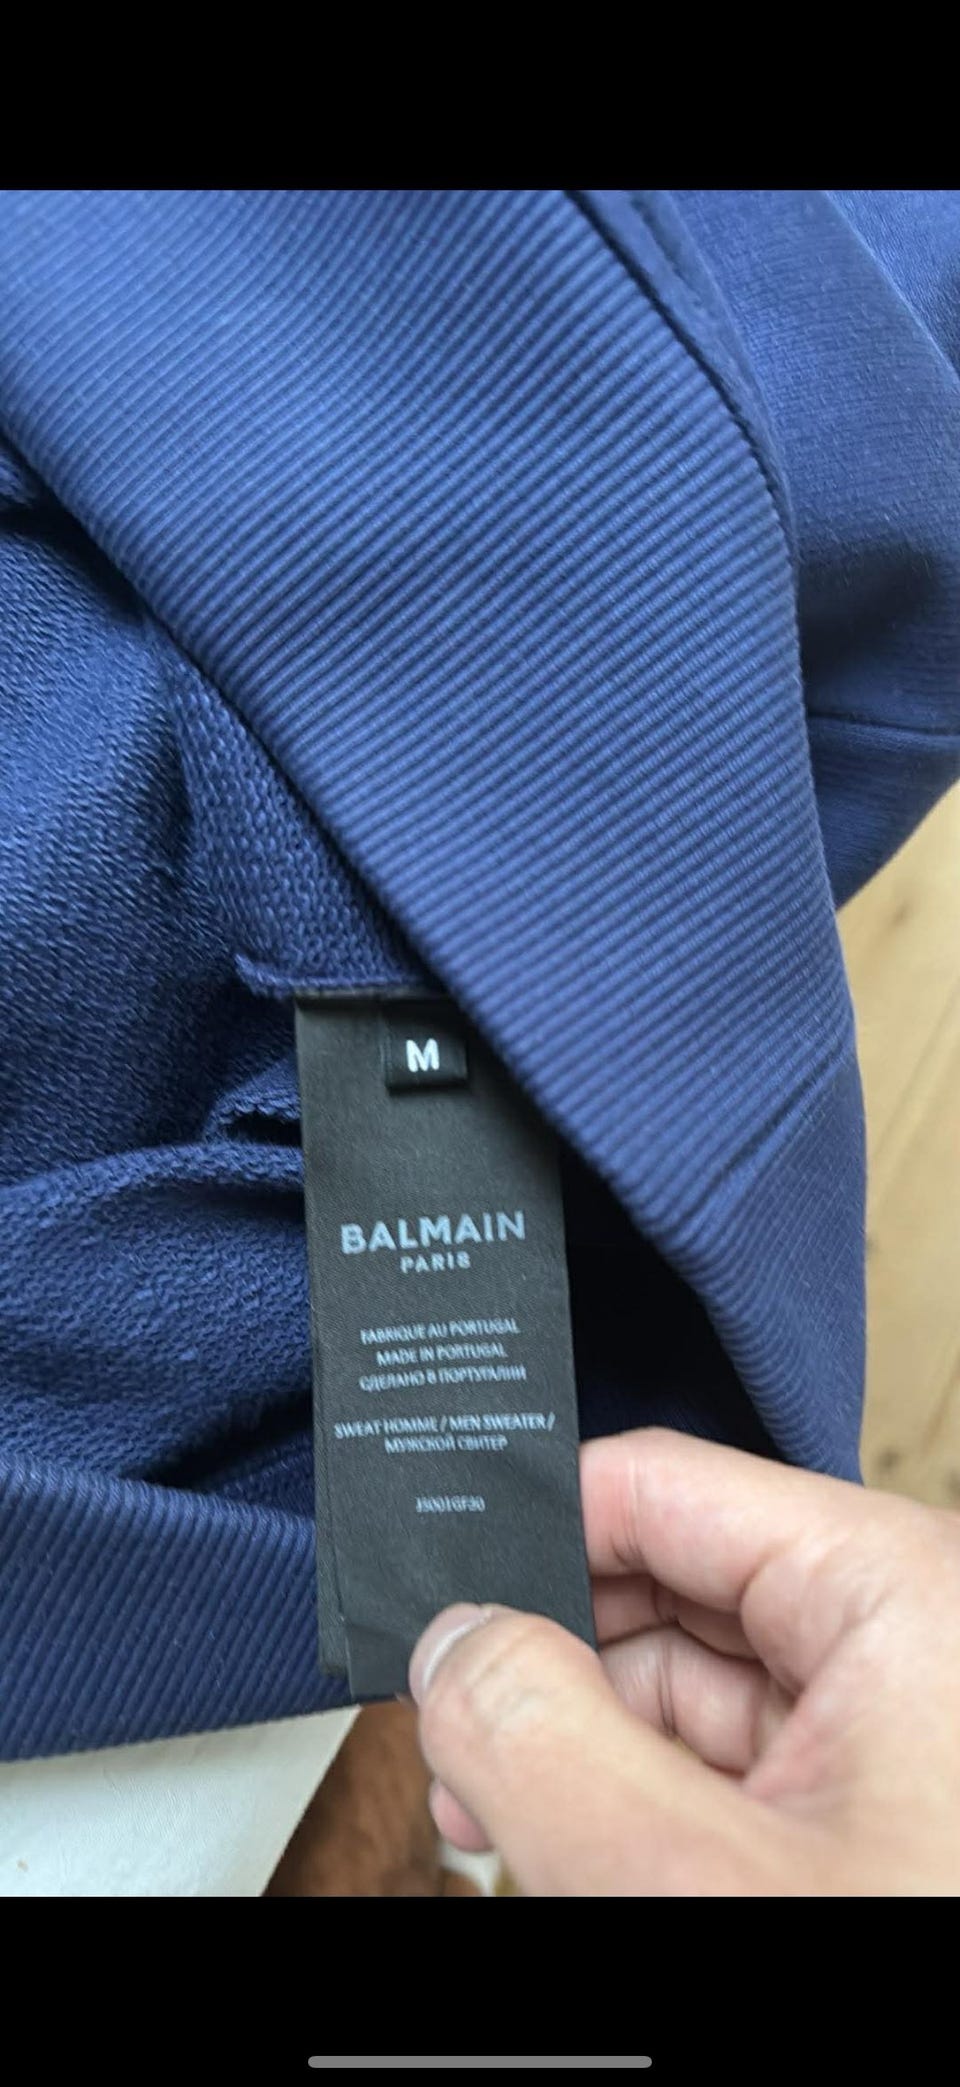 M
BALMAIN
PARIS
FABRIQUE AU PORTUGAL
MADE IN PORTUGAL
СДЕЛАНО В ПОРТУГАЛИИ
SWEAT HOMME / MEN SWEATER /
МУЖСКОЙ СВИТЕР